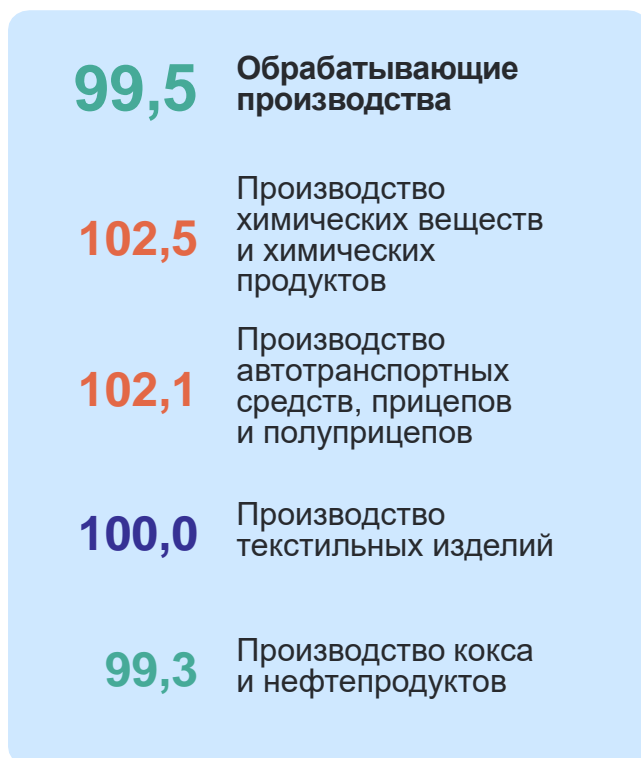 99,5
Обрабатывающие
производства
102,5
Производство
химических веществ
и химических
продуктов
102,1
Производство
автотранспортных
средств, прицепов
и полуприцепов
100,0
Производство
текстильных изделий
99,3
Производство кокса
и нефтепродуктов